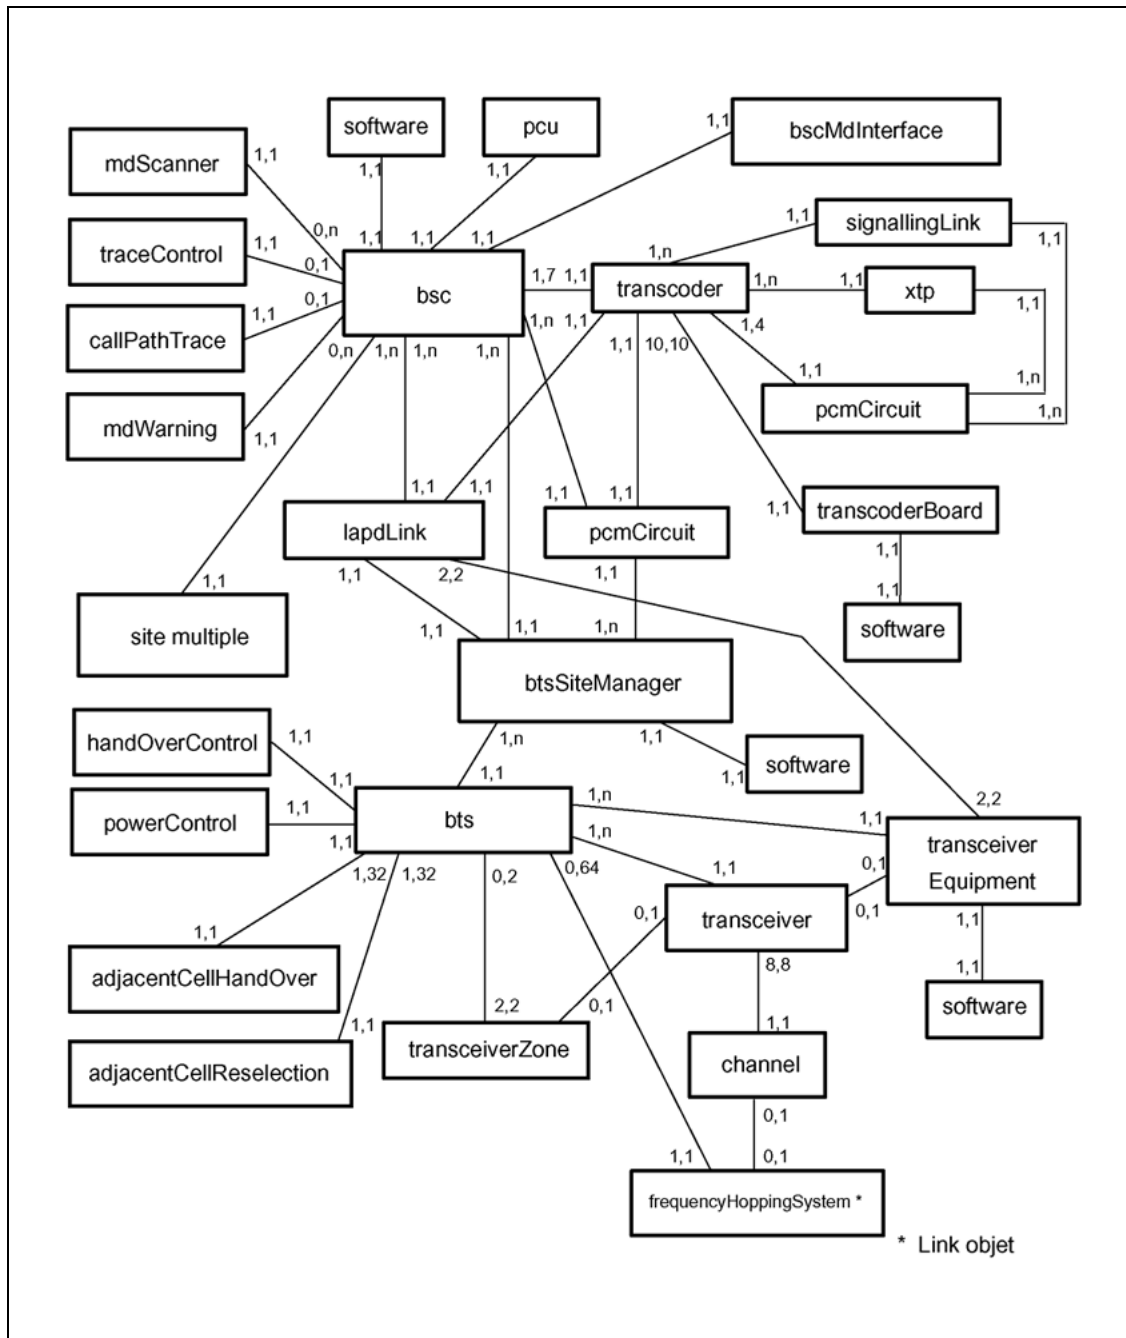 software
pcu
bscMdInterface
1,1
mdScanner
1,1
1,1
1,1
signallingLink
1,1
1,1
traceControl
1,1
0,n
1,1
1,1
1,1
1,n
0,1
bsc
1,7 1,1
transcoder
1,n
1,1
xtp
1,1
0,1
callPathTrace
1,1
1,n
1,1
1,4
0,n
1,n
1,n
1,n
1,1
10,10
1,1
1,n
pcmCircuit
1,n
mdWarning
1,1
1,1
1,1
1,1
1,1
1,1
transcoderBoard
lapdLink
pcmCircuit
1,1
1,1
2,2
1,1
1,1
1,1
software
site multiple
1,1
1,1
1,n
btsSiteManager
handOverControl
1,1
1,n
1,1
software
1,1
1,1
1,1
powerControl
1,1
bts
1,n
2,2
1,1
1,n
1,1
transceiver
Equipment
1,32
1,32
0,2
0,64
1,1
0,1
0,1
0,1
transceiver
1,1
1,1
adjacentCellHandOver
8,8
1,1
software
2,2
0,1
1,1
1,1
transceiverZone
channel
adjacentCellReselection
0,1
1,1
0,1
frequencyHoppingSystem *
* Link objet